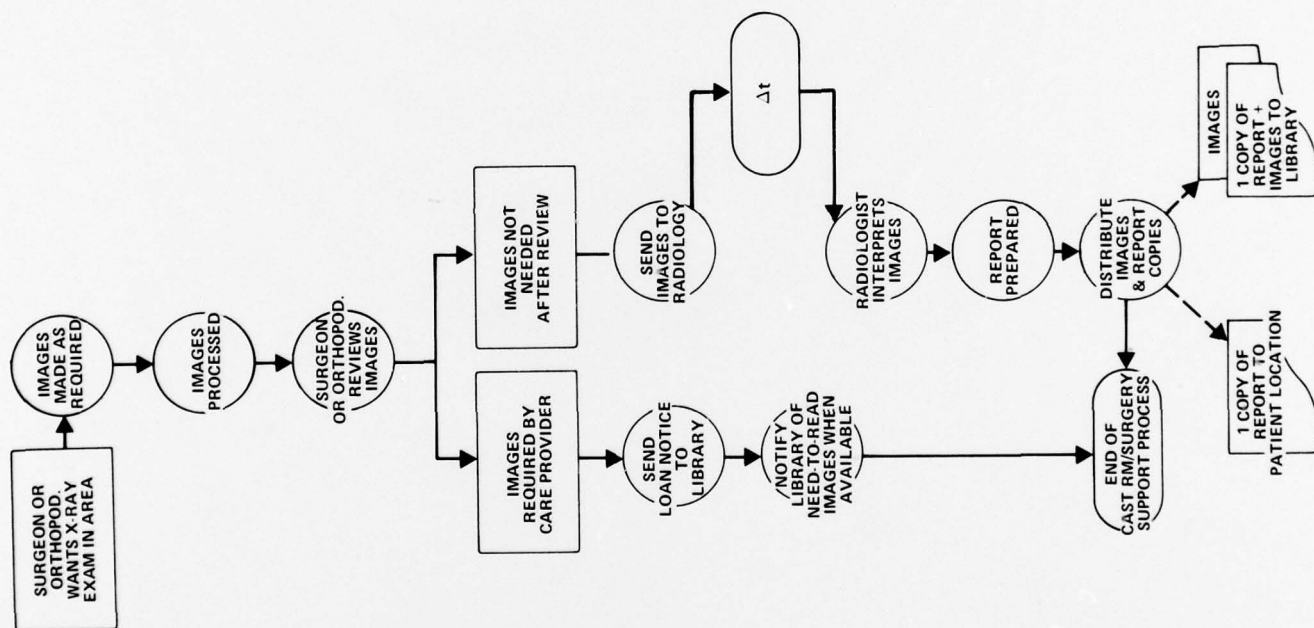 SURGEON OR
ORTHOPOD.
WANTS X-RAY
EXAM IN AREA
IMAGES
MADE AS
REQUIRED
IMAGES
PROCESSED
SURGEON
OR ORTHOPOD.
REVIEWS
IMAGES
IMAGES
REQUIRED BY
CARE PROVIDER
SEND
LOAN NOTICE
TO
LIBRARY
NOTIFY
LIBRARY OF
NEED-TO-READ
IMAGES WHEN
AVAILABLE
IMAGES NOT
NEEDED
AFTER REVIEW
SEND
IMAGES TO
RADIOLOGY
Δt
RADIOLOGIST
INTERPRETS
IMAGES
REPORT
PREPARED
DISTRIBUTE
IMAGES
& REPORT
COPIES
END OF
CAST RM/SURGERY
SUPPORT PROCESS
1 COPY OF
REPORT TO
PATIENT LOCATION
IMAGES
1 COPY OF
REPORT +
IMAGES TO
LIBRARY